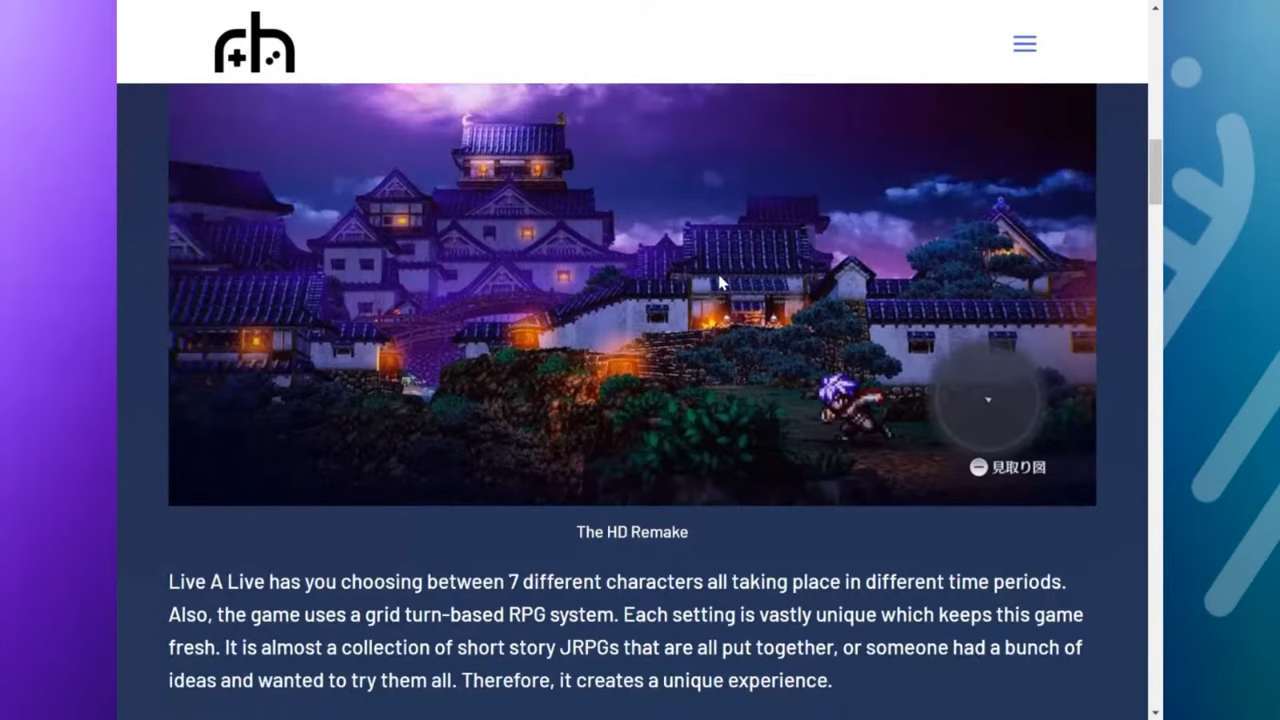 rh
見取り図
The HD Remake
Live A Live has you choosing between 7 different characters all taking place in different time periods.
Also, the game uses a grid turn-based RPG system. Each setting is vastly unique which keeps this game
fresh. It is almost a collection of short story JRPGs that are all put together, or someone had a bunch of
ideas and wanted to try them all. Therefore, it creates a unique experience.